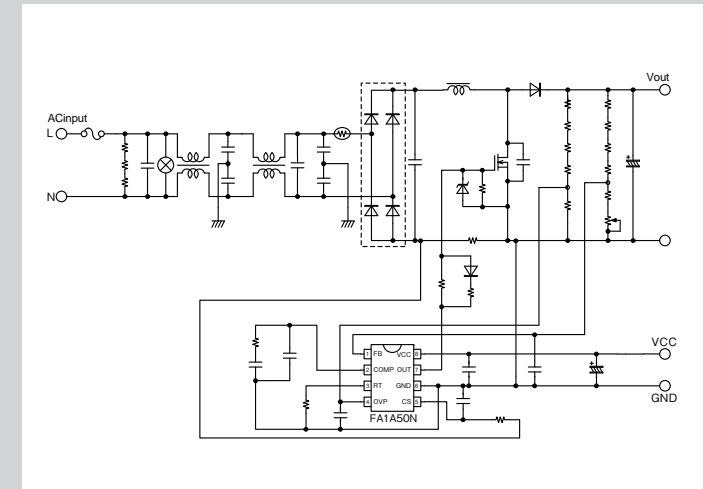 Vout
ACinput
L
N
VCC
GND
1 FB VCC 8
2 COMP OUT 7
3 RT GND 6
4 OVP CS 5
FA1A50N
+
+